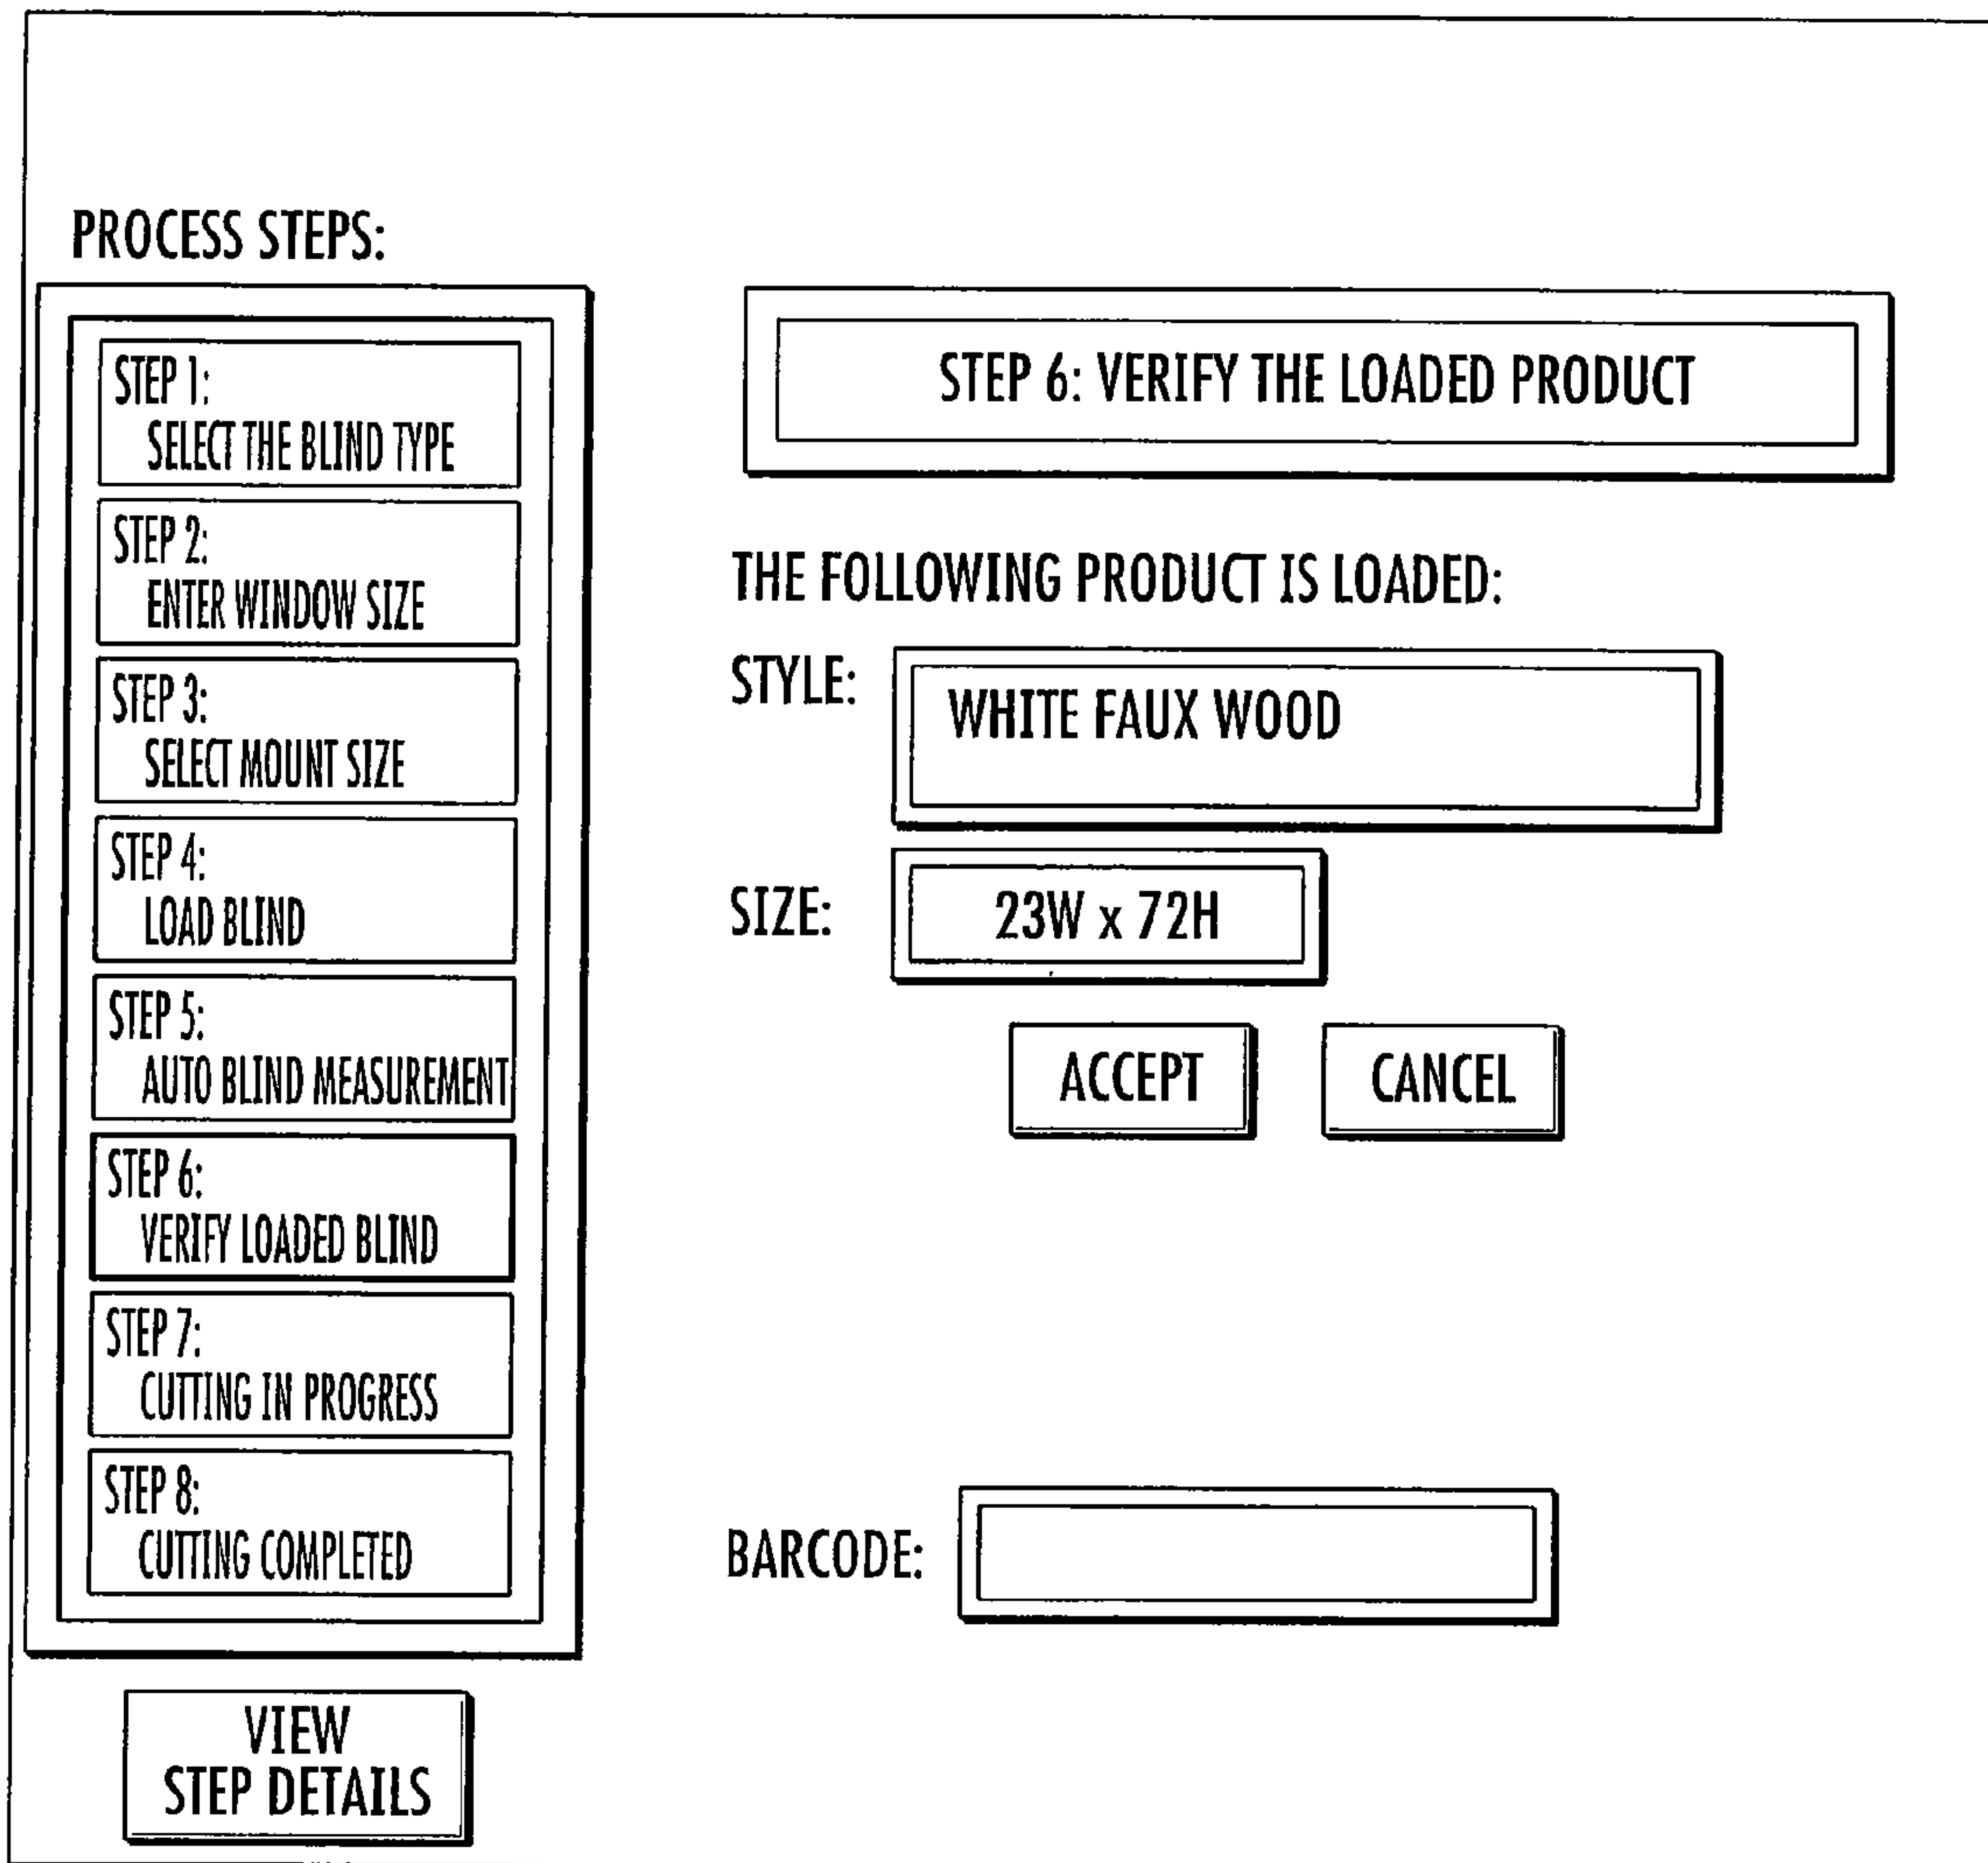 PROCESS STEPS:
STEP 1:
SELECT THE BLIND TYPE
STEP 2:
ENTER WINDOW SIZE
STEP 3:
SELECT MOUNT SIZE
STEP 4:
LOAD BLIND
STEP 5:
AUTO BLIND MEASUREMENT
STEP 6:
VERIFY LOADED BLIND
STEP 7:
CUTTING IN PROGRESS
STEP 8:
CUTTING COMPLETED
VIEW
STEP DETAILS
STEP 6: VERIFY THE LOADED PRODUCT
THE FOLLOWING PRODUCT IS LOADED:
STYLE: WHITE FAUX WOOD
SIZE: 23W x 72H
ACCEPT CANCEL
BARCODE: